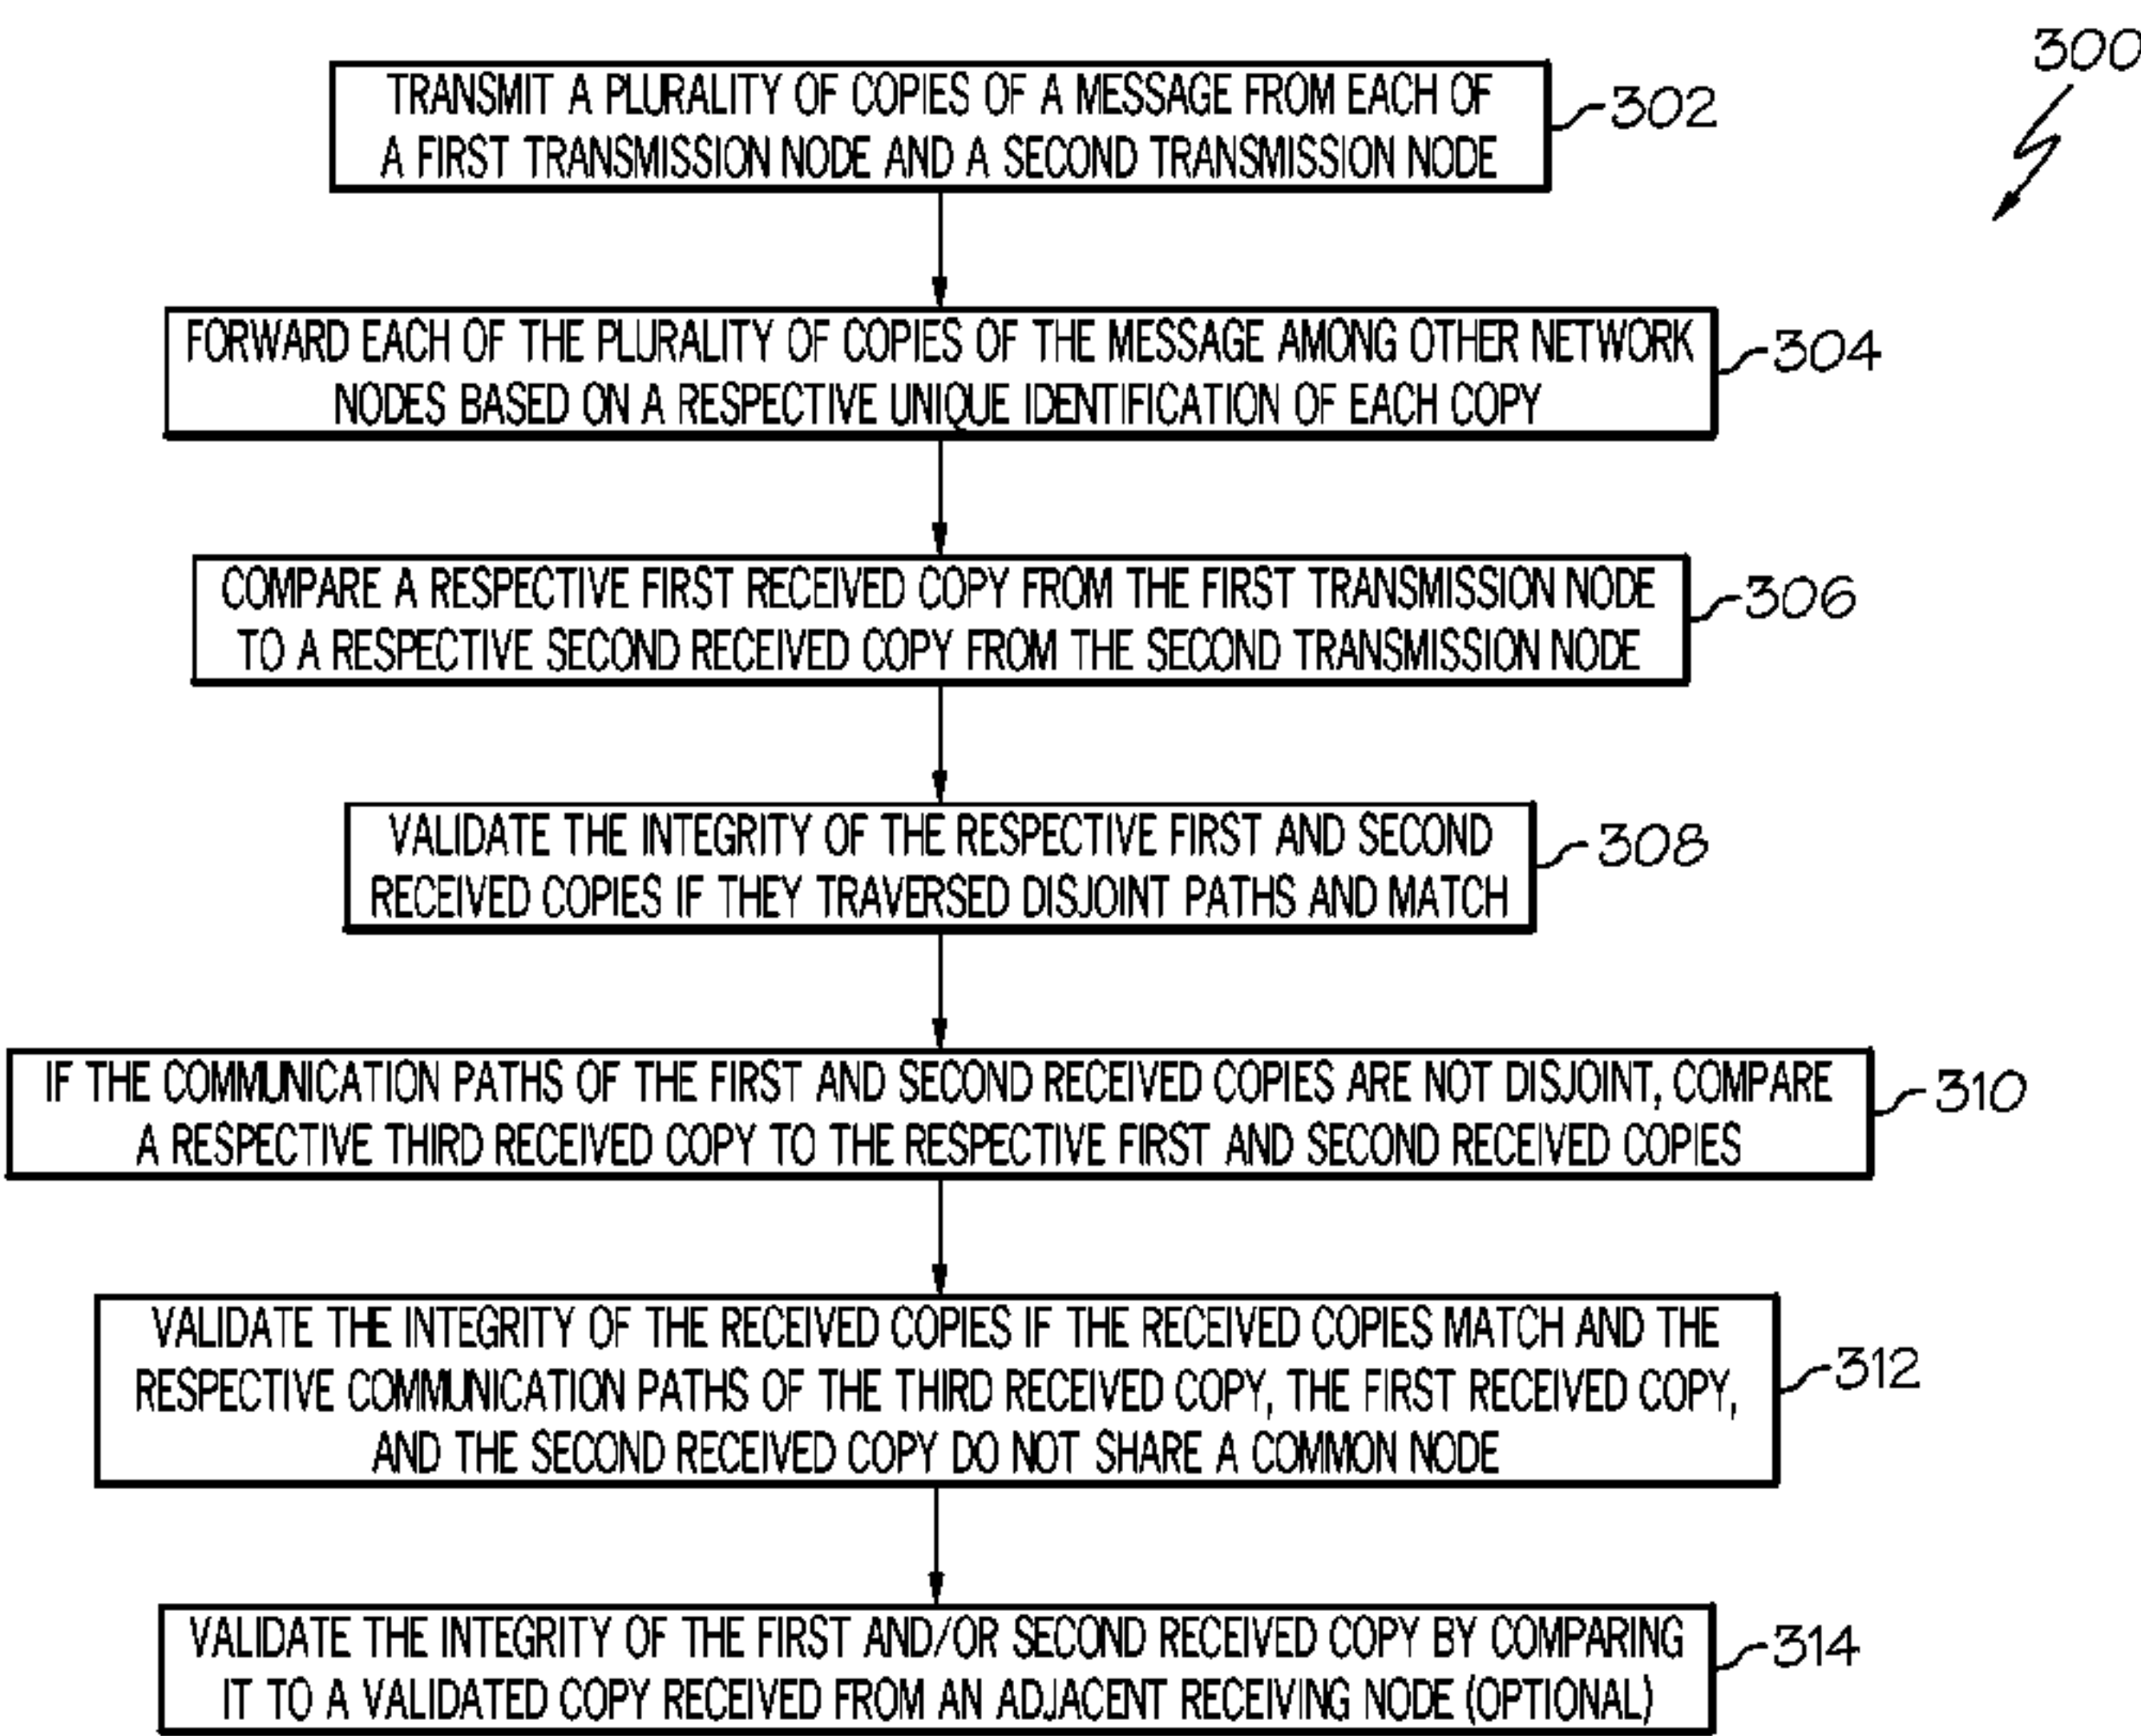 300
TRANSMIT A PLURALITY OF COPIES OF A MESSAGE FROM EACH OF
A FIRST TRANSMISSION NODE AND A SECOND TRANSMISSION NODE
302
FORWARD EACH OF THE PLURALITY OF COPIES OF THE MESSAGE AMONG OTHER NETWORK
NODES BASED ON A RESPECTIVE UNIQUE IDENTIFICATION OF EACH COPY
304
COMPARE A RESPECTIVE FIRST RECEIVED COPY FROM THE FIRST TRANSMISSION NODE
TO A RESPECTIVE SECOND RECEIVED COPY FROM THE SECOND TRANSMISSION NODE
306
VALIDATE THE INTEGRITY OF THE RESPECTIVE FIRST AND SECOND
RECEIVED COPIES IF THEY TRAVERSED DISJOINT PATHS AND MATCH
308
IF THE COMMUNICATION PATHS OF THE FIRST AND SECOND RECEIVED COPIES ARE NOT DISJOINT, COMPARE
A RESPECTIVE THIRD RECEIVED COPY TO THE RESPECTIVE FIRST AND SECOND RECEIVED COPIES
310
VALIDATE THE INTEGRITY OF THE RECEIVED COPIES IF THE RECEIVED COPIES MATCH AND THE
RESPECTIVE COMMUNICATION PATHS OF THE THIRD RECEIVED COPY, THE FIRST RECEIVED COPY,
AND THE SECOND RECEIVED COPY DO NOT SHARE A COMMON NODE
312
VALIDATE THE INTEGRITY OF THE FIRST AND/OR SECOND RECEIVED COPY BY COMPARING
IT TO A VALIDATED COPY RECEIVED FROM AN ADJACENT RECEIVING NODE (OPTIONAL)
314